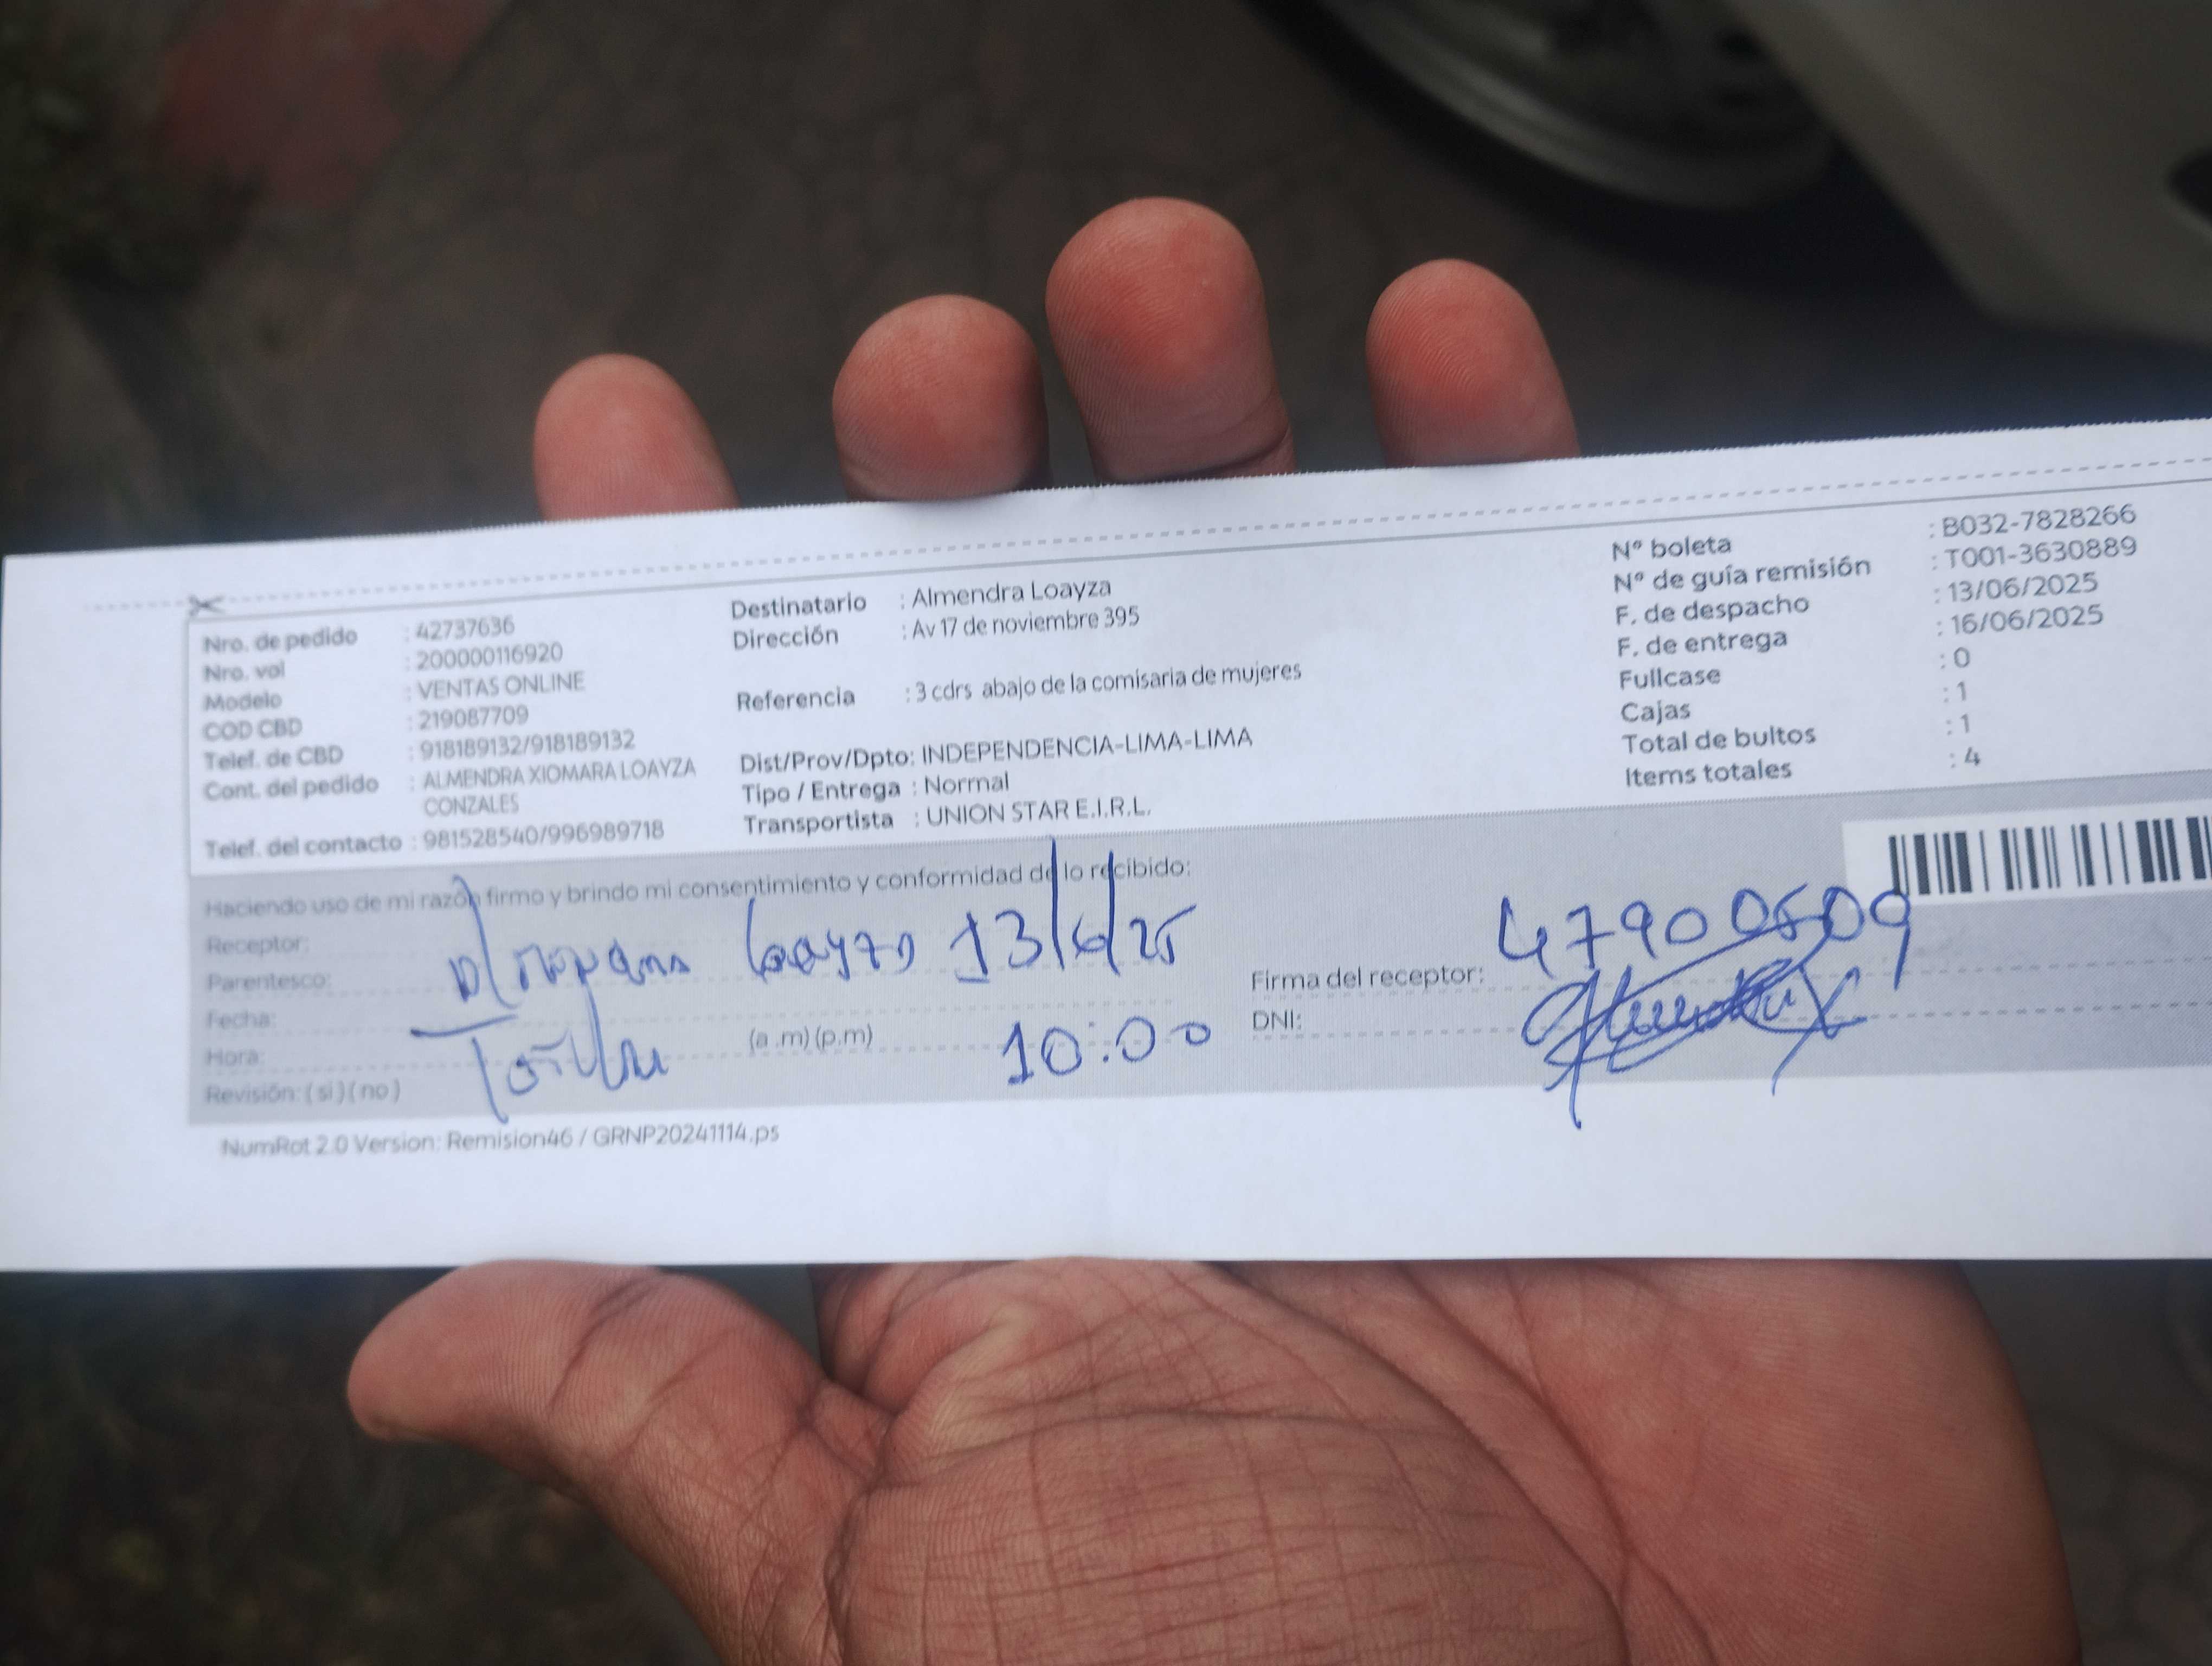 Nro. de pedido : 42737636
Nro. vol : 200000116920
Modelo : VENTAS ONLINE
COD CBD : 219087709
Telef. de CBD : 918189132/918189132
Cont. del pedido : ALMENDRA XIOMARA LOAYZA
CONZALES
Telef. del contacto : 981528540/996989718
Destinatario : Almendra Loayza
Dirección : Av 17 de noviembre 395
Referencia : 3 cdrs abajo de la comisaria de mujeres
Dist/Prov/Dpto: INDEPENDENCIA-LIMA-LIMA
Tipo / Entrega : Normal
Transportista : UNION STAR E.I.R.L.
N° boleta : B032-7828266
N° de guía remisión : T001-3630889
F. de despacho : 13/06/2025
F. de entrega : 16/06/2025
Fullcase : 0
Cajas : 1
Total de bultos : 1
Items totales : 4
Haciendo uso de mi razón firmo y brindo mi consentimiento y conformidad de lo recibido:
Receptor:
Parentesco: Loayza 13/6/25
Fecha:
Hora: (a .m) (p.m) 10:00
Revisión: ( si ) ( no )
47900509
Firma del receptor:
DNI:
NumRot 2.0 Version: Remision46 / GRNP20241114.ps